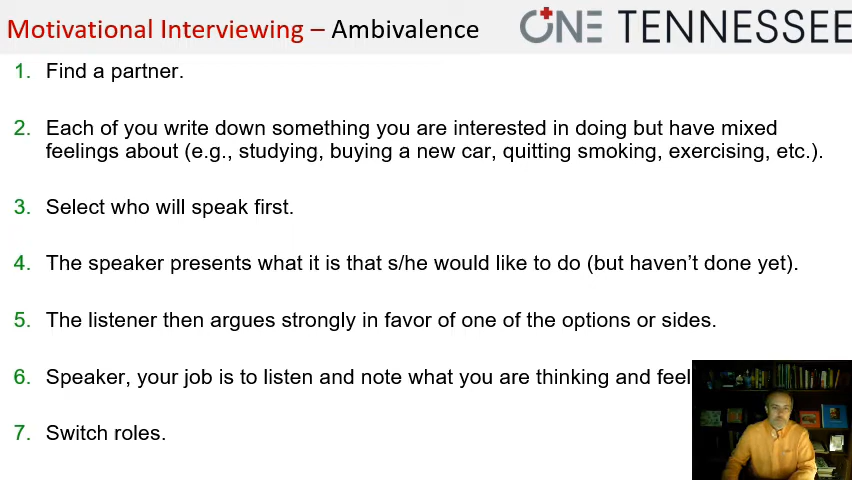 Motivational Interviewing – Ambivalence
ONE TENNESSEE
1. Find a partner.
2. Each of you write down something you are interested in doing but have mixed
feelings about (e.g., studying, buying a new car, quitting smoking, exercising, etc.).
3. Select who will speak first.
4. The speaker presents what it is that s/he would like to do (but haven’t done yet).
5. The listener then argues strongly in favor of one of the options or sides.
6. Speaker, your job is to listen and note what you are thinking and feel
7. Switch roles.